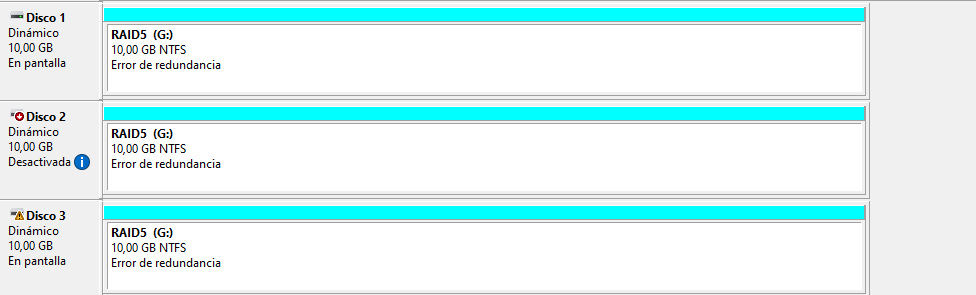 Disco 1
Dinámico
10,00 GB
En pantalla
RAID5 (G:)
10,00 GB NTFS
Error de redundancia
Disco 2
Dinámico
10,00 GB
Desactivada
RAID5 (G:)
10,00 GB NTFS
Error de redundancia
Disco 3
Dinámico
10,00 GB
En pantalla
RAID5 (G:)
10,00 GB NTFS
Error de redundancia